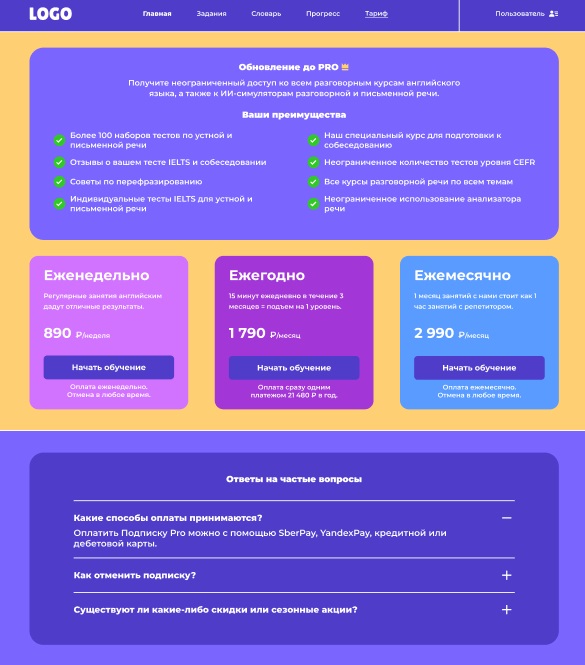 LOGO
Главная
Задания
Словарь
Прогресс
Тариф
Пользователь
Обновление до PRO
Получите неограниченный доступ ко всем разговорным курсам английского
языка, а также к ИИ-симуляторам разговорной и письменной речи.
Ваши преимущества
Более 100 наборов тестов по устной и
письменной речи
Отзывы о вашем тесте IELTS и собеседовании
Советы по перефразированию
Индивидуальные тесты IELTS для устной и
письменной речи
Наш специальный курс для подготовки к
собеседованию
Неограниченное количество тестов уровня CEFR
Все курсы разговорной речи по всем темам
Неограниченное использование анализатора
речи
Еженедельно
Регулярные занятия английским
дадут отличные результаты.
890 ₽/неделя
Начать обучение
Оплата еженедельно.
Отмена в любое время.
Ежегодно
15 минут ежедневно в течение 3
месяцев = подъем на 1 уровень.
1 790 ₽/месяц
Начать обучение
Оплата сразу одним
платежом 21 480 ₽ в год.
Ежемесячно
1 месяц занятий с нами стоит как 1
час занятий с репетитором.
2 990 ₽/месяц
Начать обучение
Оплата ежемесячно.
Отмена в любое время.
Ответы на частые вопросы
Какие способы оплаты принимаются?
Оплатить Подписку Pro можно с помощью SberPay, YandexPay, кредитной или
дебетовой карты.
Как отменить подписку?
Существуют ли какие-либо скидки или сезонные акции?